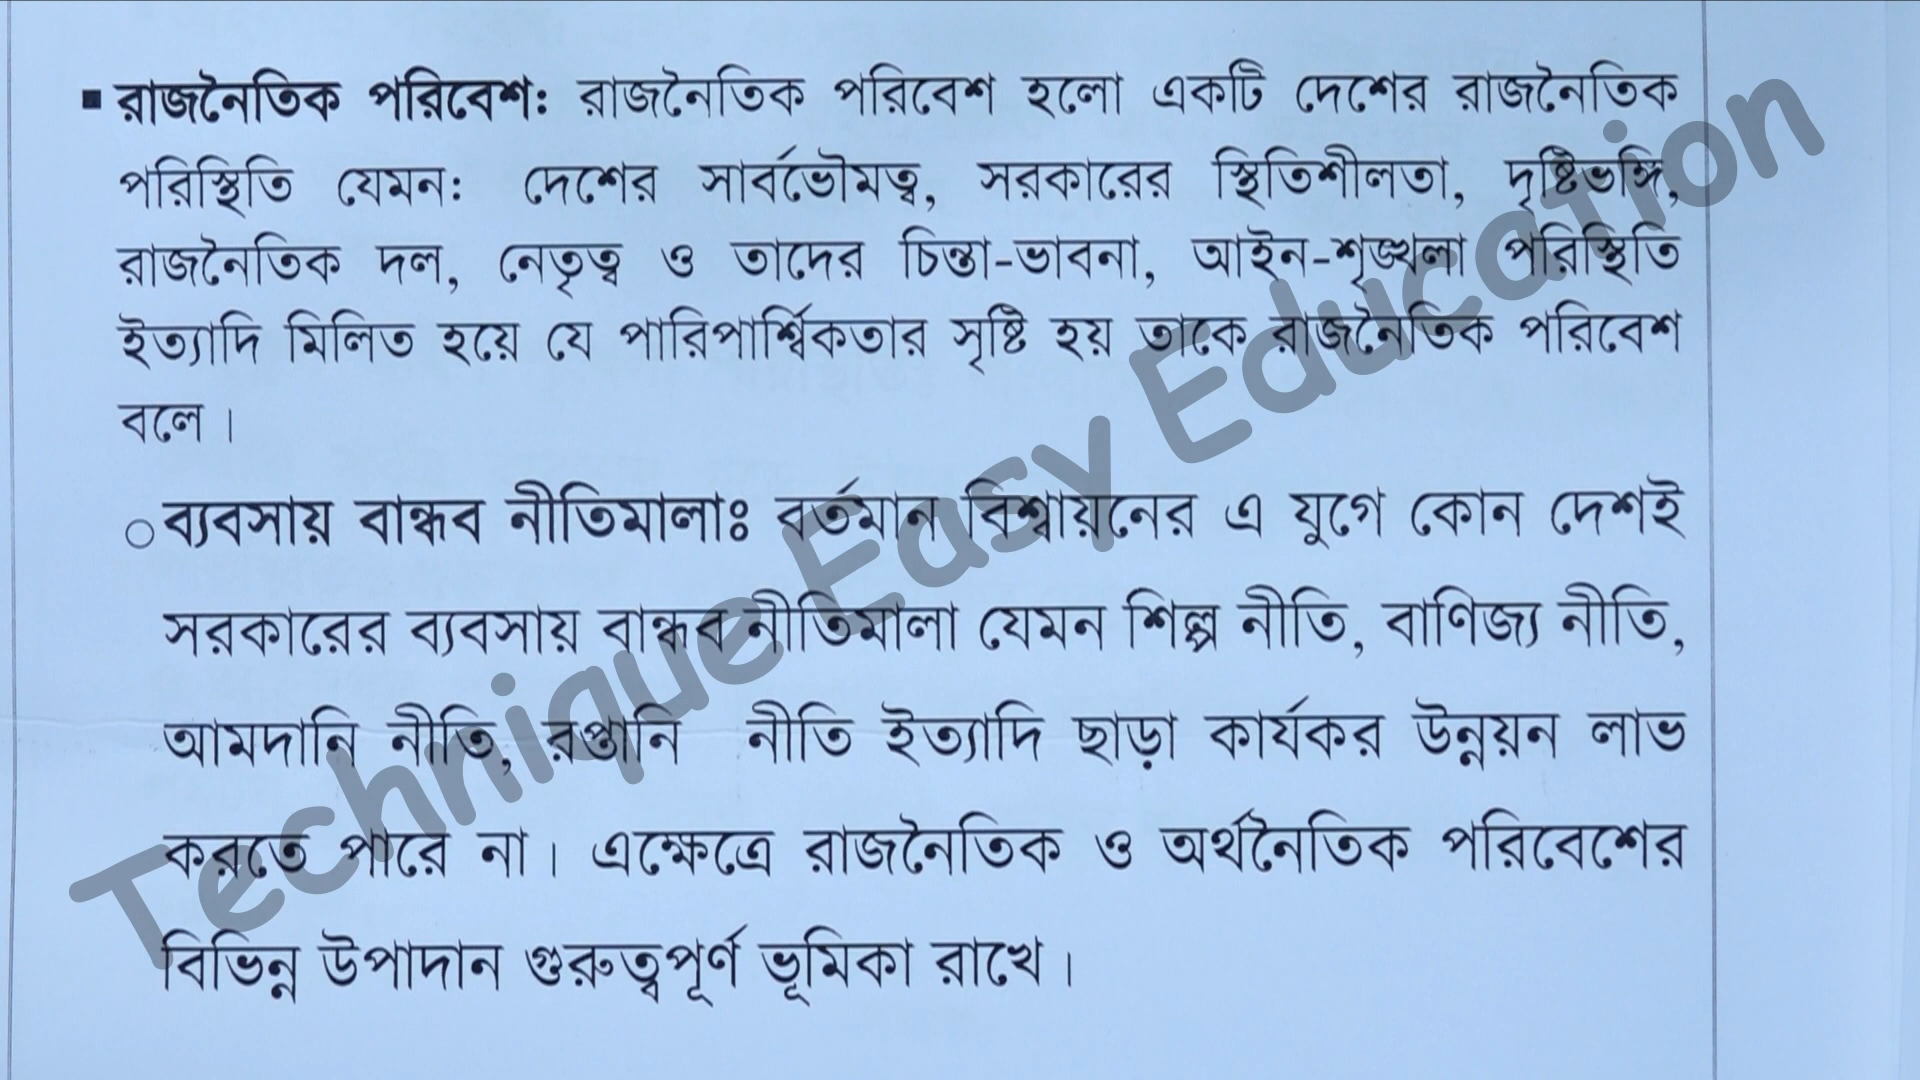 ▪ রাজনৈতিক পরিবেশঃ রাজনৈতিক পরিবেশ হলো একটি দেশের রাজনৈতিক
পরিস্থিতি যেমনঃ দেশের সার্বভৌমত্ব, সরকারের স্থিতিশীলতা, দৃষ্টিভঙ্গি,
রাজনৈতিক দল, নেতৃত্ব ও তাদের চিন্তা-ভাবনা, আইন-শৃঙ্খলা পরিস্থিতি
ইত্যাদি মিলিত হয়ে যে পারিপার্শ্বিকতার সৃষ্টি হয় তাকে রাজনৈতিক পরিবেশ
বলে।
○ ব্যবসায় বান্ধব নীতিমালাঃ বর্তমান বিশ্বায়নের এ যুগে কোন দেশই
সরকারের ব্যবসায় বান্ধব নীতিমালা যেমন শিল্প নীতি, বাণিজ্য নীতি,
আমদানি নীতি, রপ্তানি নীতি ইত্যাদি ছাড়া কার্যকর উন্নয়ন লাভ
করতে পারে না। এক্ষেত্রে রাজনৈতিক ও অর্থনৈতিক পরিবেশের
বিভিন্ন উপাদান গুরুত্বপূর্ণ ভূমিকা রাখে।
Technique Easy Education